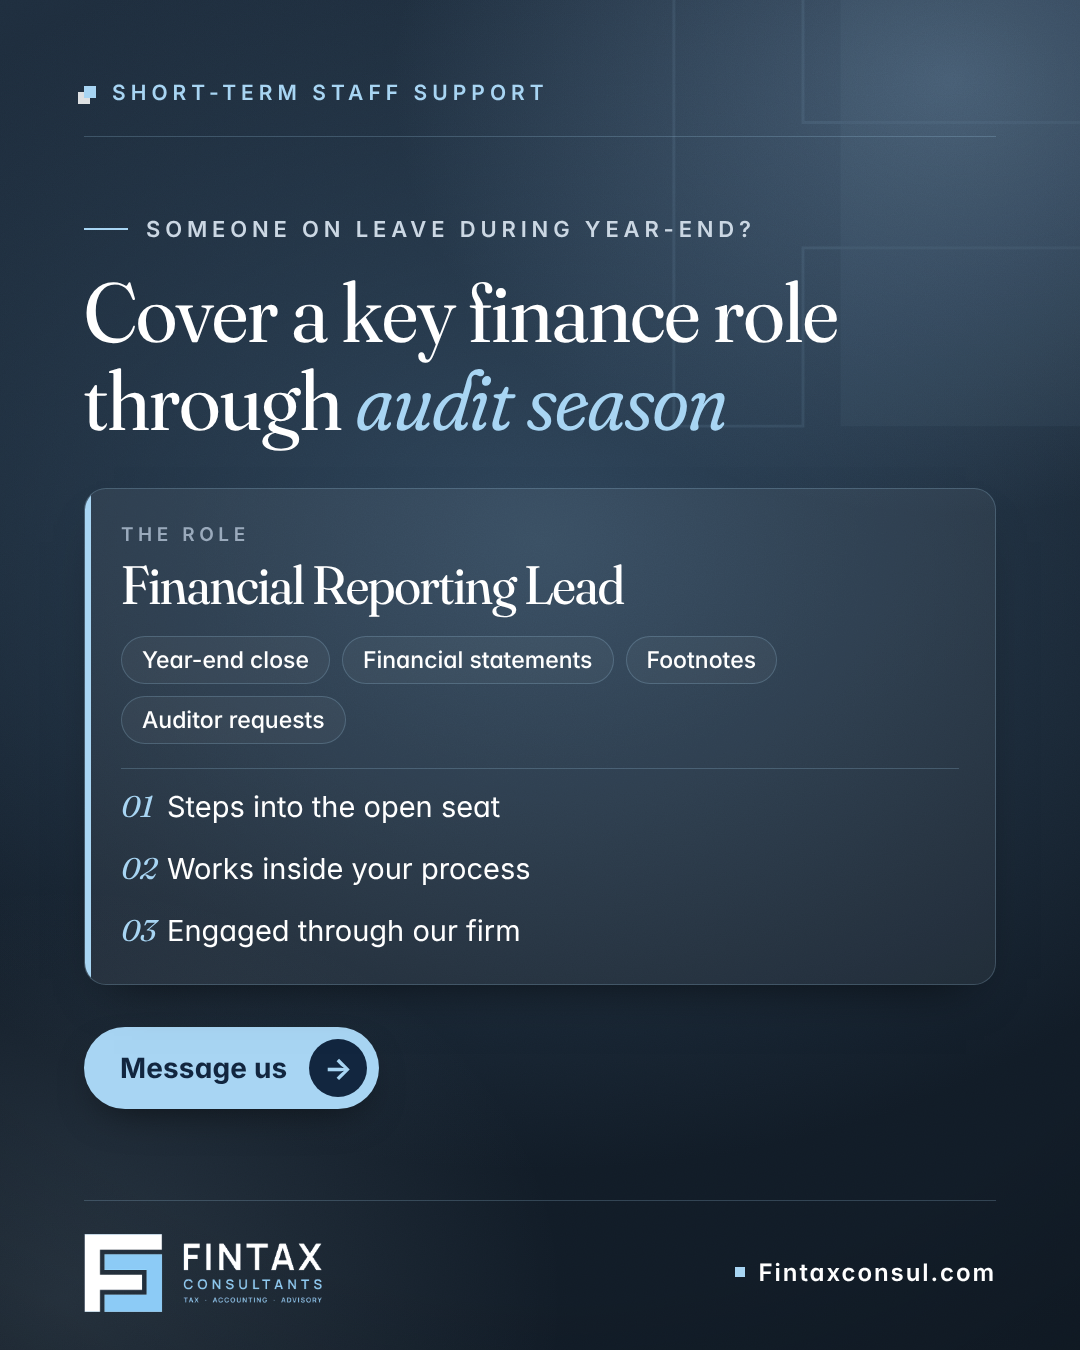 SHORT-TERM STAFF SUPPORT
SOMEONE ON LEAVE DURING YEAR-END?
Cover a key finance role
through audit season
THE ROLE
Financial Reporting Lead
Year-end close
Financial statements
Footnotes
Auditor requests
01 Steps into the open seat
02 Works inside your process
03 Engaged through our firm
Message us →
FINTAX
CONSULTANTS
TAX · ACCOUNTING · ADVISORY
Fintaxconsul.com